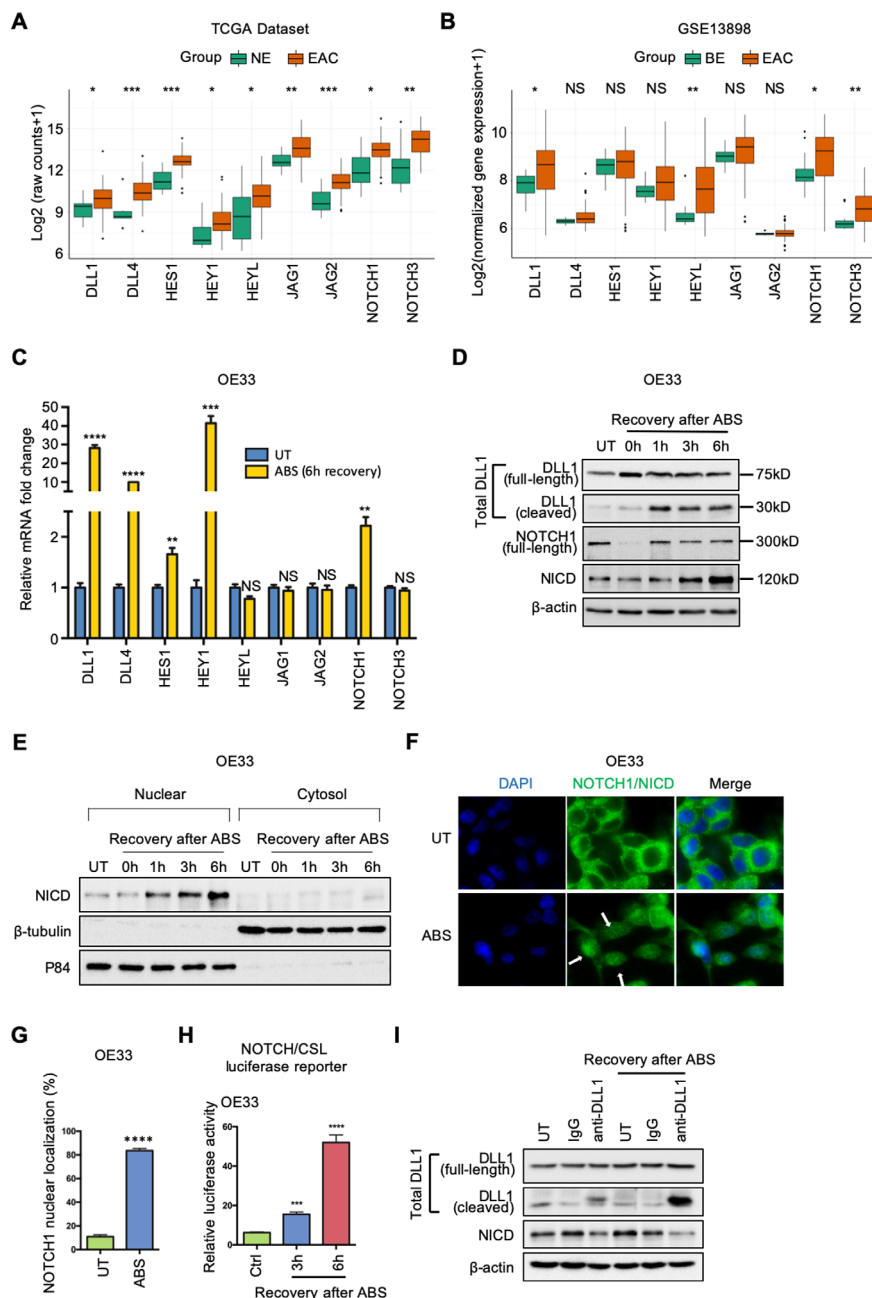 A
TCGA Dataset
Group NE EAC
* *** *** * * ** *** * **
Log2 (raw counts+1)
15
12
9
6
DLL1 DLL4 HES1 HEY1 HEYL JAG1 JAG2 NOTCH1 NOTCH3
B
GSE13898
Group BE EAC
* NS NS NS ** NS NS * **
Log2(normalized gene expression+1)
10
8
6
DLL1 DLL4 HES1 HEY1 HEYL JAG1 JAG2 NOTCH1 NOTCH3
C
OE33
Relative mRNA fold change
50
40
30
20
10
2
1
0
UT
ABS (6h recovery)
**** **** ** *** NS NS NS ** NS
DLL1 DLL4 HES1 HEY1 HEYL JAG1 JAG2 NOTCH1 NOTCH3
D
OE33
Recovery after ABS
UT 0h 1h 3h 6h
Total DLL1
DLL1
(full-length)
75kD
DLL1
(cleaved)
30kD
NOTCH1
(full-length)
300kD
NICD
120kD
β-actin
E
OE33
Nuclear Cytosol
Recovery after ABS Recovery after ABS
UT 0h 1h 3h 6h UT 0h 1h 3h 6h
NICD
β-tubulin
P84
F
OE33
DAPI NOTCH1/NICD Merge
UT
ABS
G
OE33
NOTCH1 nuclear localization (%)
100
80
60
40
20
0
****
UT ABS
H
NOTCH/CSL
luciferase reporter
OE33
Relative luciferase activity
60
40
20
0
*** ****
Ctrl 3h 6h
Recovery after ABS
I
Recovery after ABS
UT IgG anti-DLL1 UT IgG anti-DLL1
Total DLL1
DLL1
(full-length)
DLL1
(cleaved)
NICD
β-actin